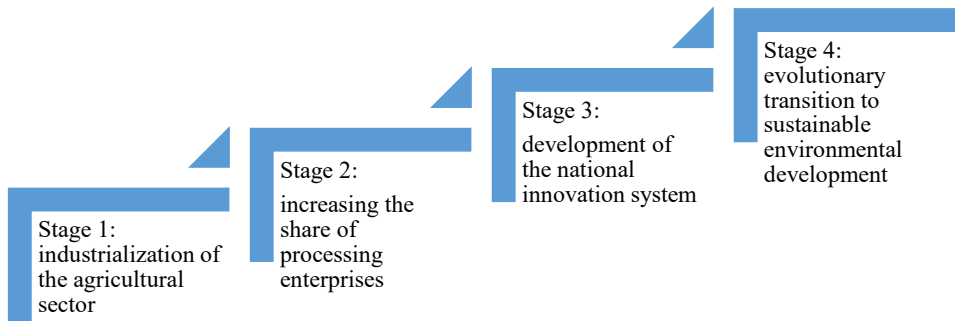 Stage 1:
industrialization of
the agricultural
sector
Stage 2:
increasing the
share of
processing
enterprises
Stage 3:
development of
the national
innovation system
Stage 4:
evolutionary
transition to
sustainable
environmental
development